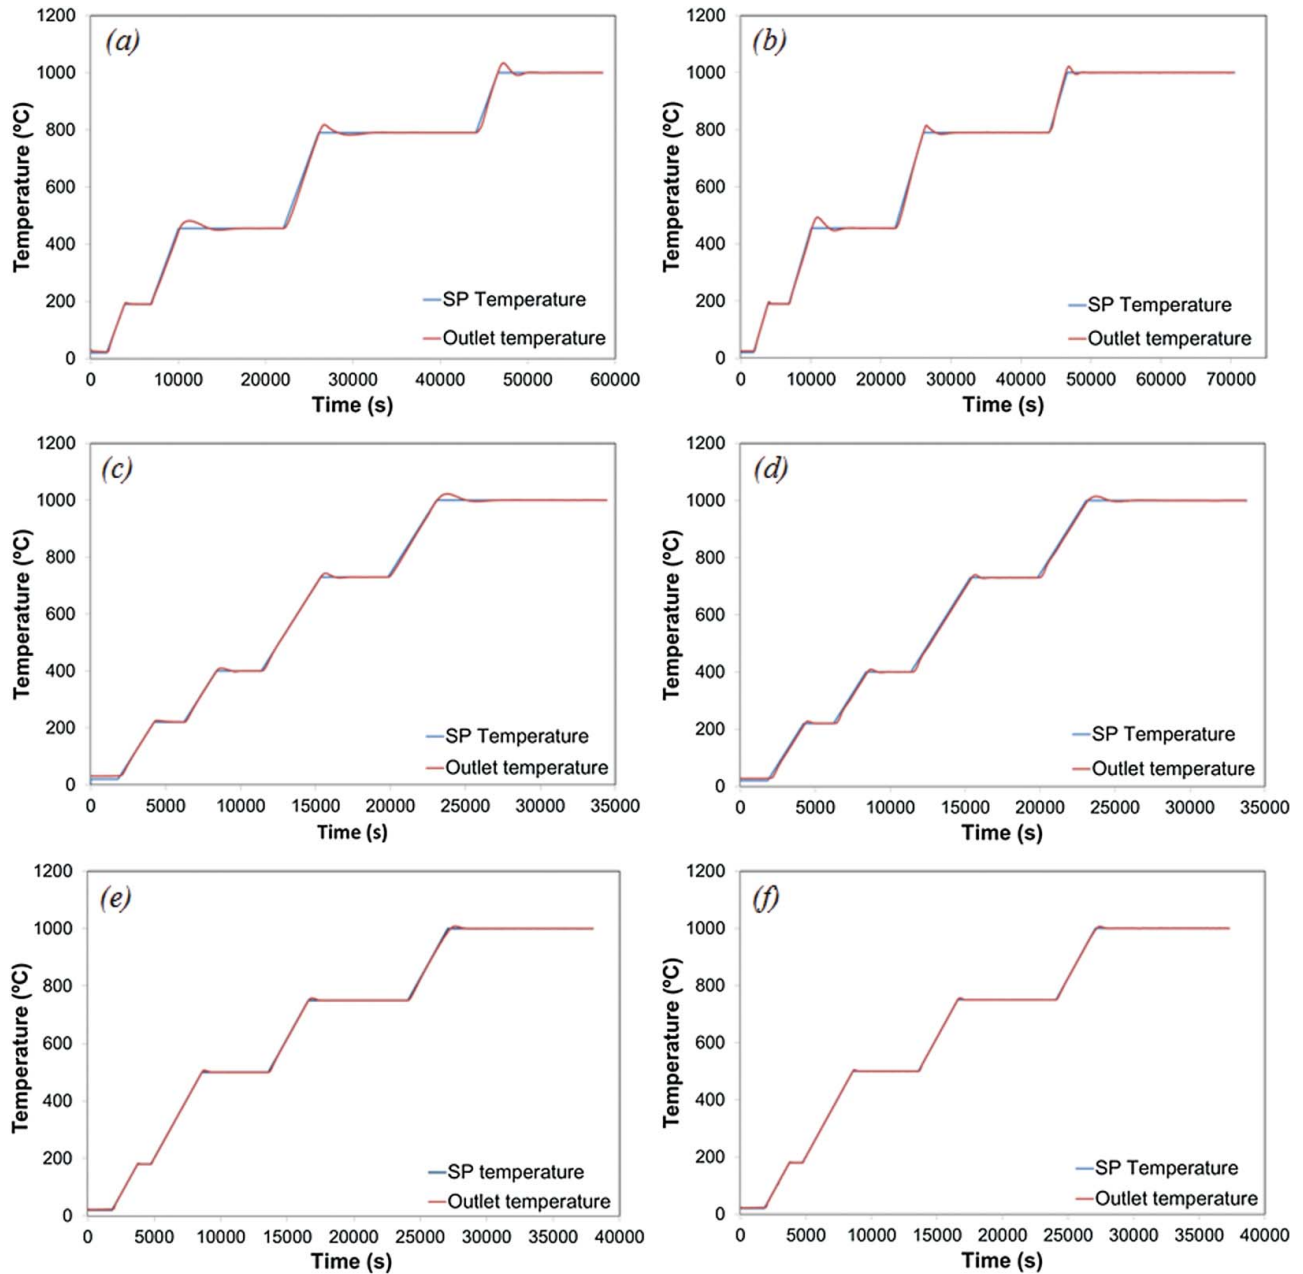 (a)
1200
1000
800
600
400
200
0
Temperature (ºC)
SP Temperature
Outlet temperature
0 10000 20000 30000 40000 50000 60000
Time (s)
(b)
1200
1000
800
600
400
200
0
Temperature (ºC)
SP Temperature
Outlet temperature
0 10000 20000 30000 40000 50000 60000 70000
Time (s)
(c)
1200
1000
800
600
400
200
0
Temperature (ºC)
SP Temperature
Outlet temperature
0 5000 10000 15000 20000 25000 30000 35000
Time (s)
(d)
1200
1000
800
600
400
200
0
Temperature (ºC)
SP Temperature
Outlet temperature
0 5000 10000 15000 20000 25000 30000 35000
Time (s)
(e)
1200
1000
800
600
400
200
0
Temperature (ºC)
SP temperature
Outlet temperature
0 5000 10000 15000 20000 25000 30000 35000 40000
Time (s)
(f)
1200
1000
800
600
400
200
0
Temperature (ºC)
SP Temperature
Outlet temperature
0 5000 10000 15000 20000 25000 30000 35000 40000
Time (s)